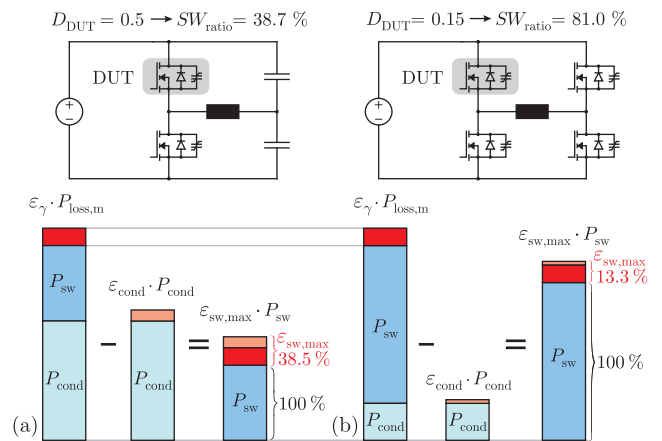 D_DUT = 0.5 → SW_ratio = 38.7 %
D_DUT = 0.15 → SW_ratio = 81.0 %
DUT
DUT
ε_γ · P_loss,m
P_sw
P_cond
ε_cond · P_cond
P_cond
ε_sw,max · P_sw
ε_sw,max
38.5 %
P_sw
100 %
(a)
ε_γ · P_loss,m
P_sw
P_cond
ε_cond · P_cond
P_cond
ε_sw,max · P_sw
ε_sw,max
13.3 %
P_sw
100 %
(b)